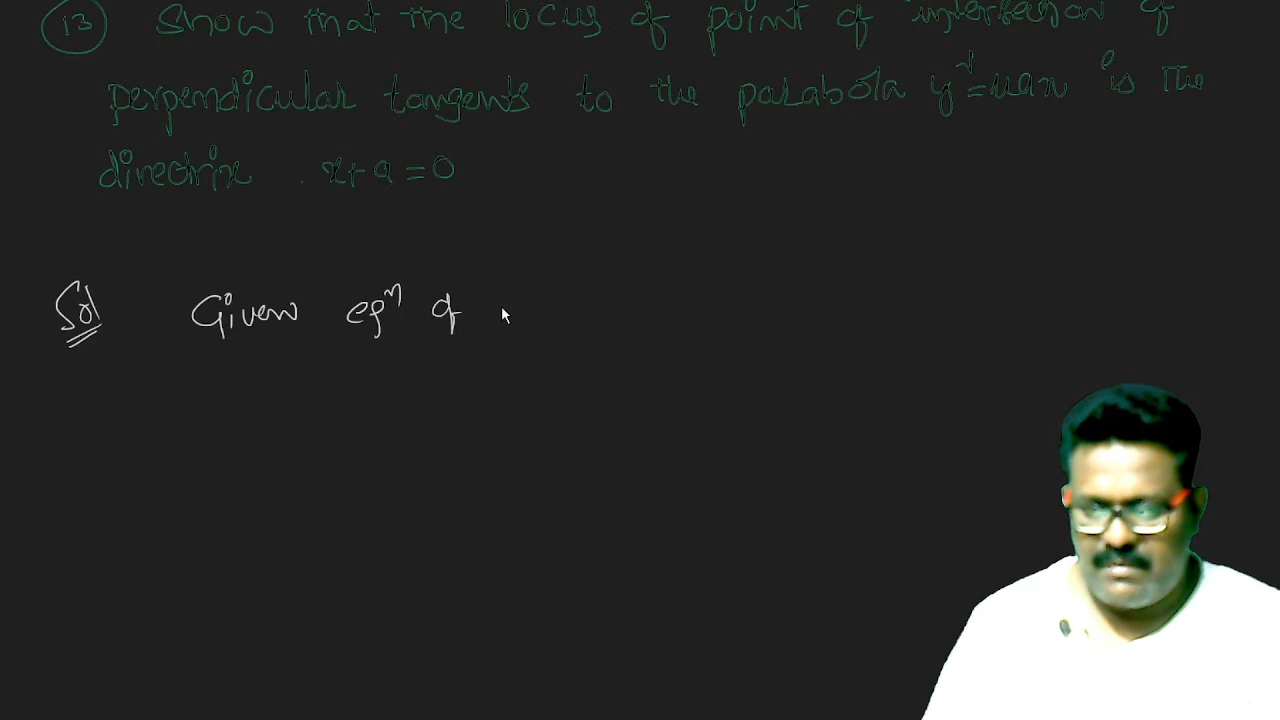 13 Show that the locus of point of intersection of
perpendicular tangents to the parabola y²=4ax is the
directrix x+a=0
Sol Given eqⁿ of